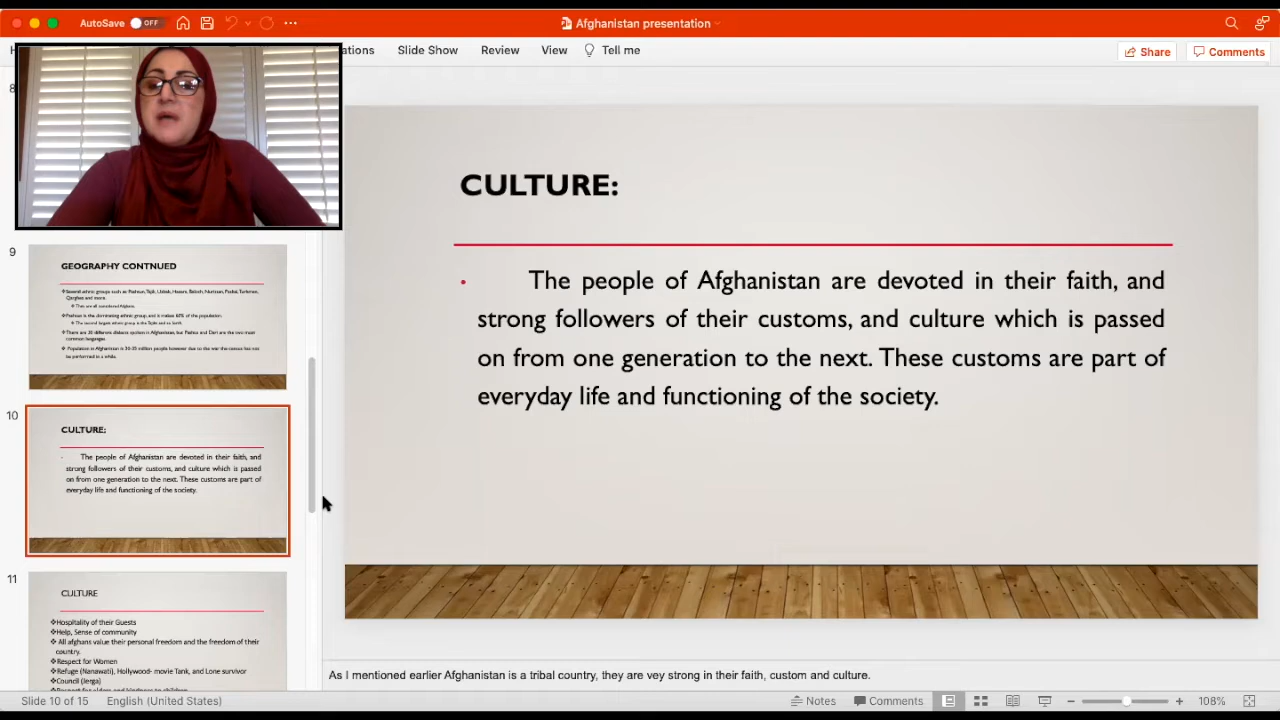 AutoSave OFF
Afghanistan presentation
ations Slide Show Review View Tell me
Share Comments
8
9
GEOGRAPHY CONTNUED
10
CULTURE:
The people of Afghanistan are devoted in their faith, and
strong followers of their customs, and culture which is passed
on from one generation to the next. These customs are part of
everyday life and functioning of the society.
11
CULTURE
Hospitality of their Guests
Help, Sense of community
All afghans value their personal freedom and the freedom of their
country.
Respect for Women
Refuge (Nanawati), Hollywood- movie Tank, and Lone survivor
Council (Jerga)
CULTURE:
• The people of Afghanistan are devoted in their faith, and
strong followers of their customs, and culture which is passed
on from one generation to the next. These customs are part of
everyday life and functioning of the society.
As I mentioned earlier Afghanistan is a tribal country, they are vey strong in their faith, custom and culture.
Slide 10 of 15 English (United States) Notes Comments 108%